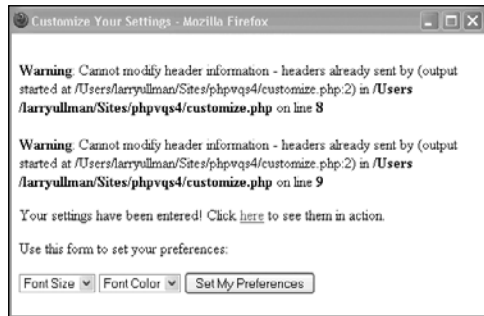 Customize Your Settings - Mozilla Firefox
Warning: Cannot modify header information - headers already sent by (output
started at /Users/larryullman/Sites/phpvqs4/customize.php:2) in /Users
/larryullman/Sites/phpvqs4/customize.php on line 8
Warning: Cannot modify header information - headers already sent by (output
started at /Users/larryullman/Sites/phpvqs4/customize.php:2) in /Users
/larryullman/Sites/phpvqs4/customize.php on line 9
Your settings have been entered! Click here to see them in action.
Use this form to set your preferences:
Font Size Font Color Set My Preferences